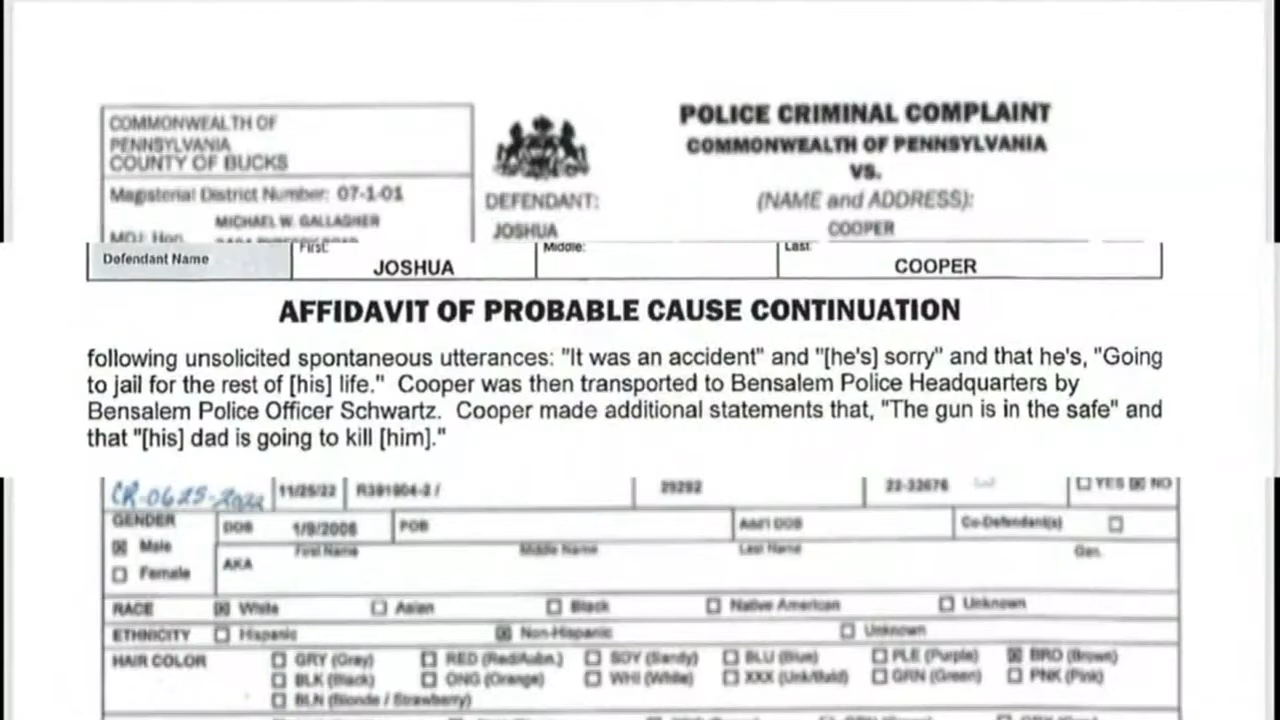 COMMONWEALTH OF
PENNSYLVANIA
COUNTY OF BUCKS
Magisterial District Number: 07-1-01
MICHAEL W. GALLAGHER
MDJ: Hon.
DEFENDANT:
JOSHUA
POLICE CRIMINAL COMPLAINT
COMMONWEALTH OF PENNSYLVANIA
VS.
(NAME and ADDRESS):
COOPER
Defendant Name First: JOSHUA Middle: Last: COOPER
AFFIDAVIT OF PROBABLE CAUSE CONTINUATION
following unsolicited spontaneous utterances: "It was an accident" and "[he's] sorry" and that he's, "Going
to jail for the rest of [his] life." Cooper was then transported to Bensalem Police Headquarters by
Bensalem Police Officer Schwartz. Cooper made additional statements that, "The gun is in the safe" and
that "[his] dad is going to kill [him]."
CR-0625-2022 11/25/22 29292 22-33676 YES NO
GENDER
Male
Female
DOB 1/9/2006 POB Add'l DOB Co-Defendant(s)
AKA First Name Middle Name Last Name Gen.
RACE White Asian Black Native American Unknown
ETHNICITY Hispanic Non-Hispanic Unknown
HAIR COLOR GRY (Gray) RED (Red/Aubn.) SDY (Sandy) BLU (Blue) PLE (Purple) BRO (Brown)
BLK (Black) ONG (Orange) WHI (White) XXX (Unk/Bald) GRN (Green) PNK (Pink)
BLN (Blonde / Strawberry)